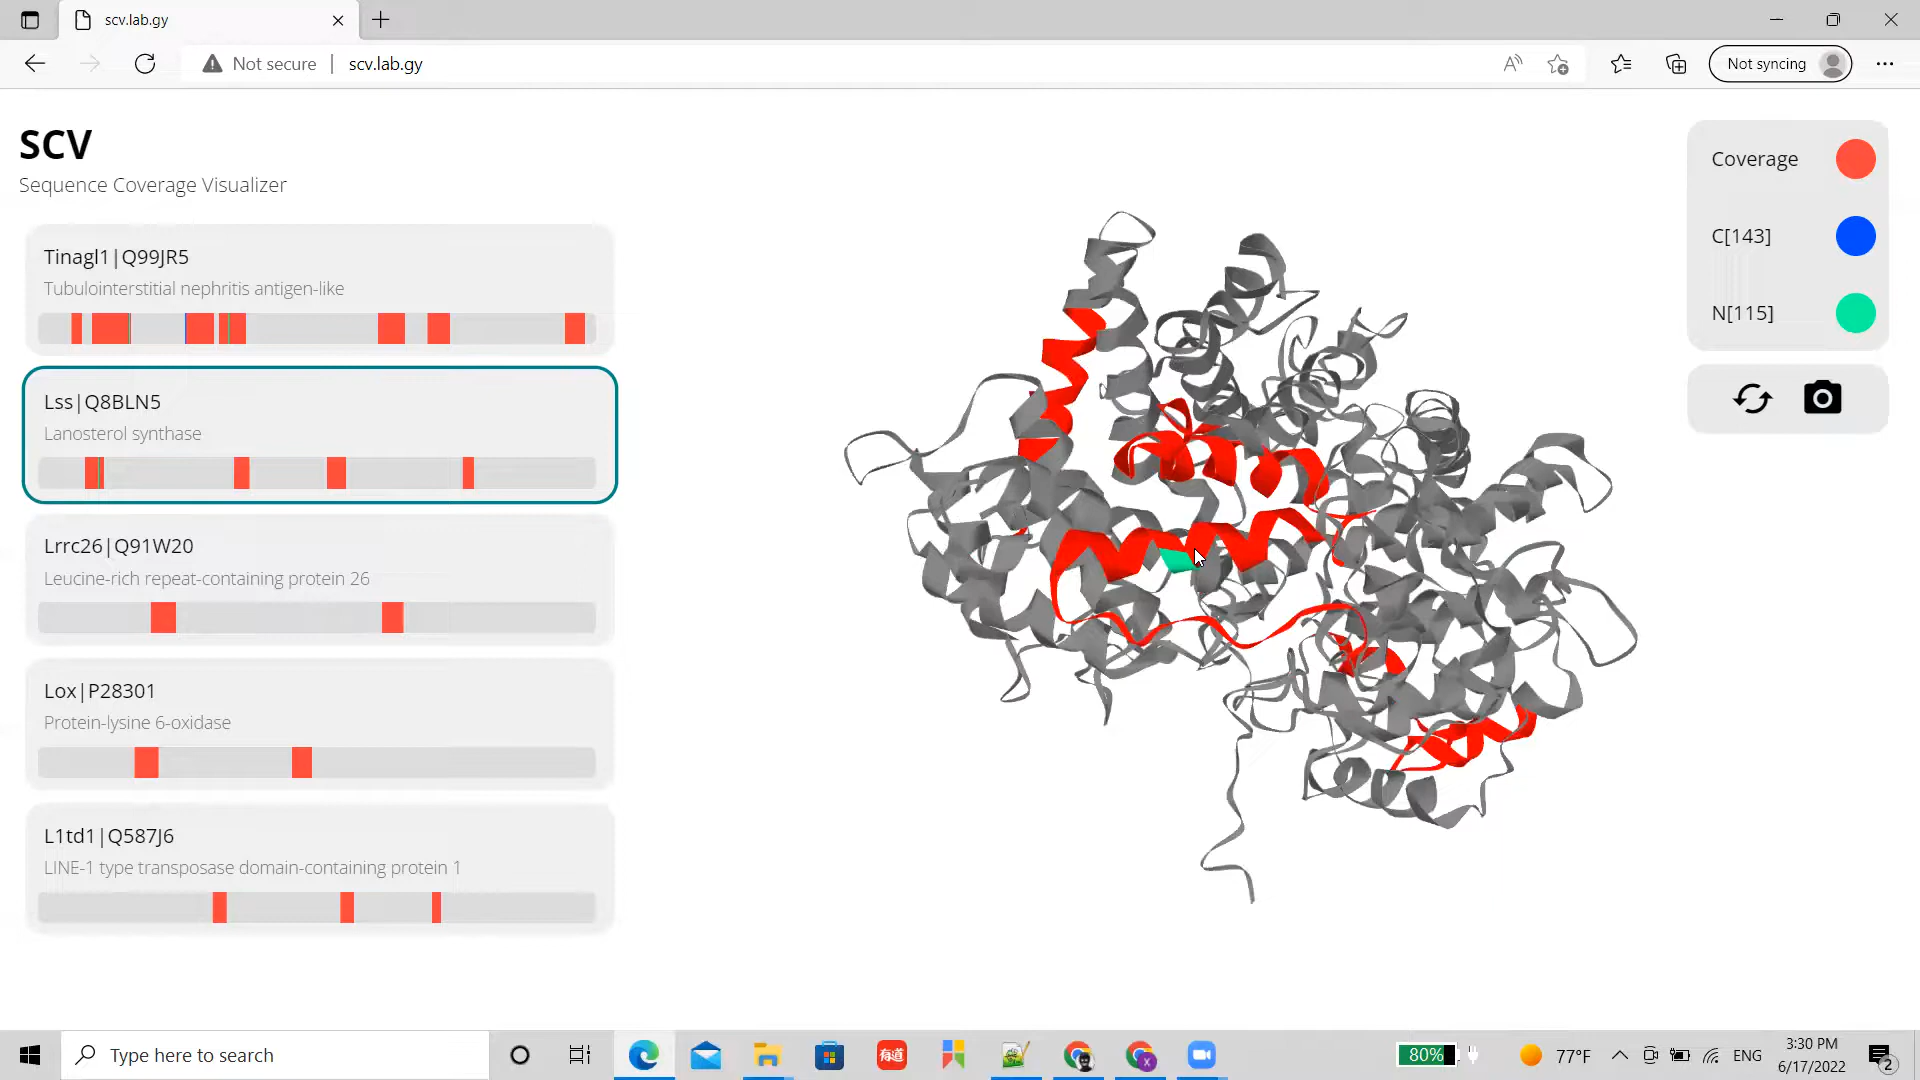 scv.lab.gy
Not secure
scv.lab.gy
Not syncing
SCV
Sequence Coverage Visualizer
Tinagl1|Q99JR5
Tubulointerstitial nephritis antigen-like
Lss|Q8BLN5
Lanosterol synthase
Lrrc26|Q91W20
Leucine-rich repeat-containing protein 26
Lox|P28301
Protein-lysine 6-oxidase
L1td1|Q587J6
LINE-1 type transposase domain-containing protein 1
Coverage
C[143]
N[115]
Type here to search
有道
X
80%
77°F
ENG
3:30 PM
6/17/2022
2